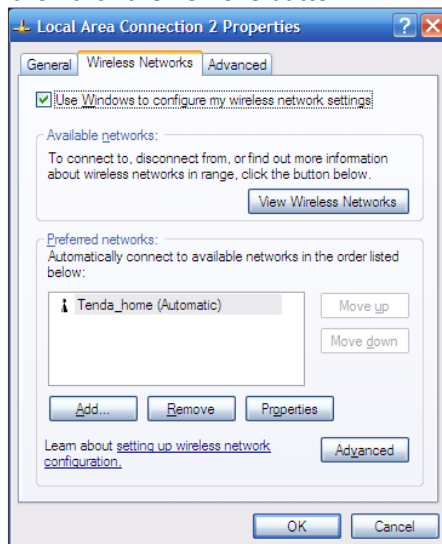 Local Area Connection 2 Properties
General Wireless Networks Advanced
Use Windows to configure my wireless network settings
Available networks:
To connect to, disconnect from, or find out more information
about wireless networks in range, click the button below.
View Wireless Networks
Preferred networks:
Automatically connect to available networks in the order listed
below:
Tenda_home (Automatic)
Move up
Move down
Add... Remove Properties
Learn about setting up wireless network
configuration.
Advanced
OK Cancel